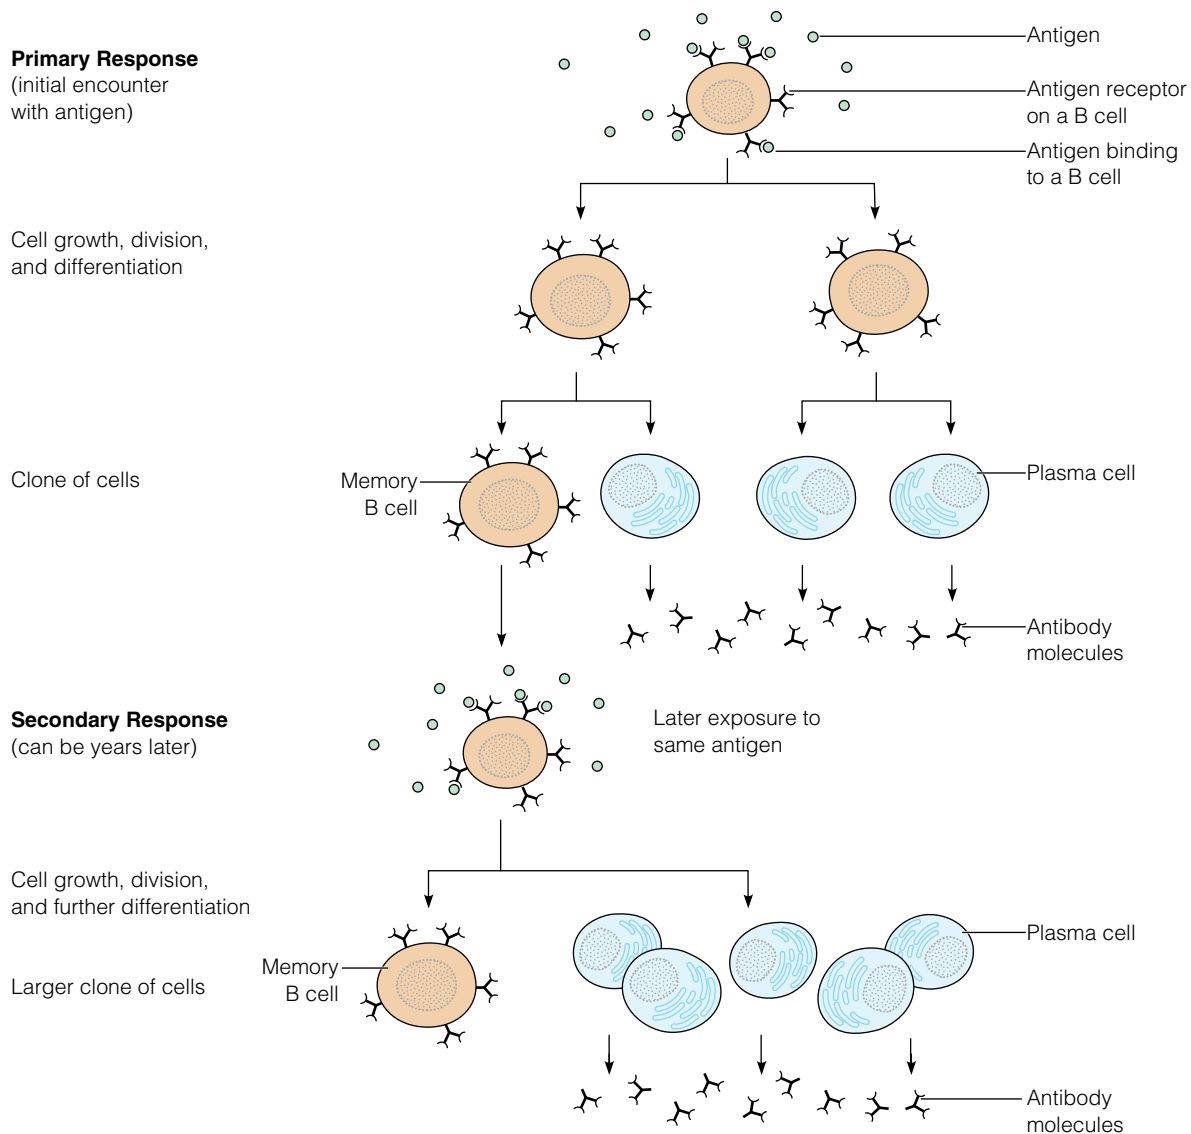 Primary Response
(initial encounter
with antigen)
Antigen
Antigen receptor
on a B cell
Antigen binding
to a B cell
Cell growth, division,
and differentiation
Clone of cells
Memory
B cell
Plasma cell
Antibody
molecules
Secondary Response
(can be years later)
Later exposure to
same antigen
Cell growth, division,
and further differentiation
Larger clone of cells
Memory
B cell
Plasma cell
Antibody
molecules